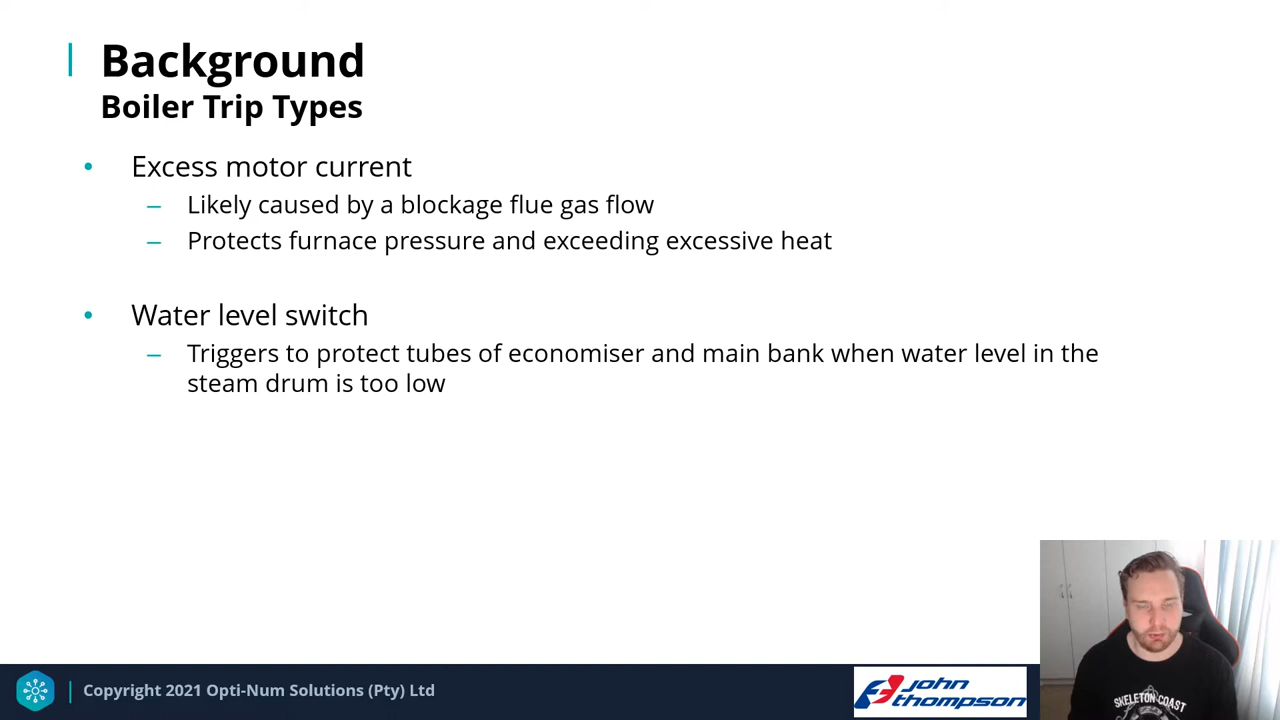 Background
Boiler Trip Types
• Excess motor current
– Likely caused by a blockage flue gas flow
– Protects furnace pressure and exceeding excessive heat
• Water level switch
– Triggers to protect tubes of economiser and main bank when water level in the
steam drum is too low
Copyright 2021 Opti-Num Solutions (Pty) Ltd
john
thompson
SKELETON COAST